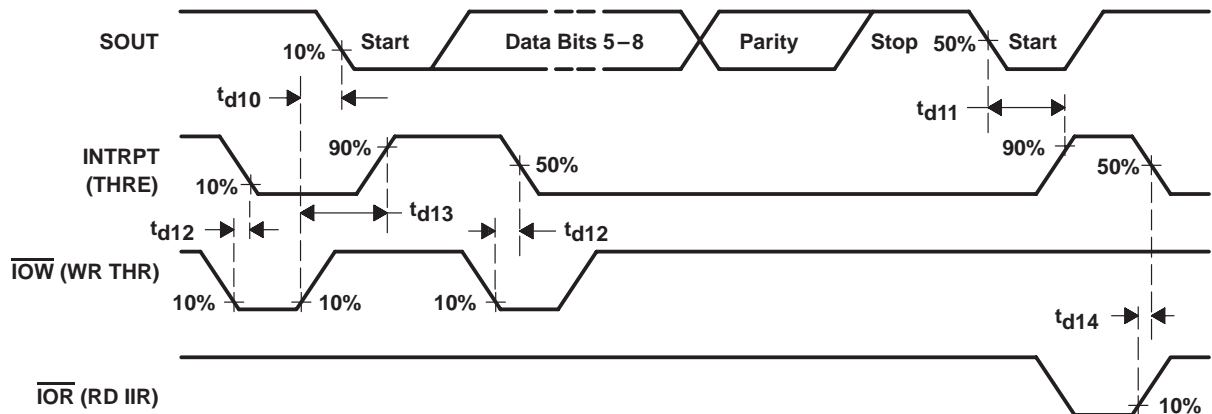 SOUT
10%
Start
Data Bits 5–8
Parity
Stop
50%
Start
td10
td11
INTRPT
(THRE)
10%
90%
50%
90%
50%
td12
td13
td12
IOW (WR THR)
10%
10%
10%
td14
IOR (RD IIR)
10%